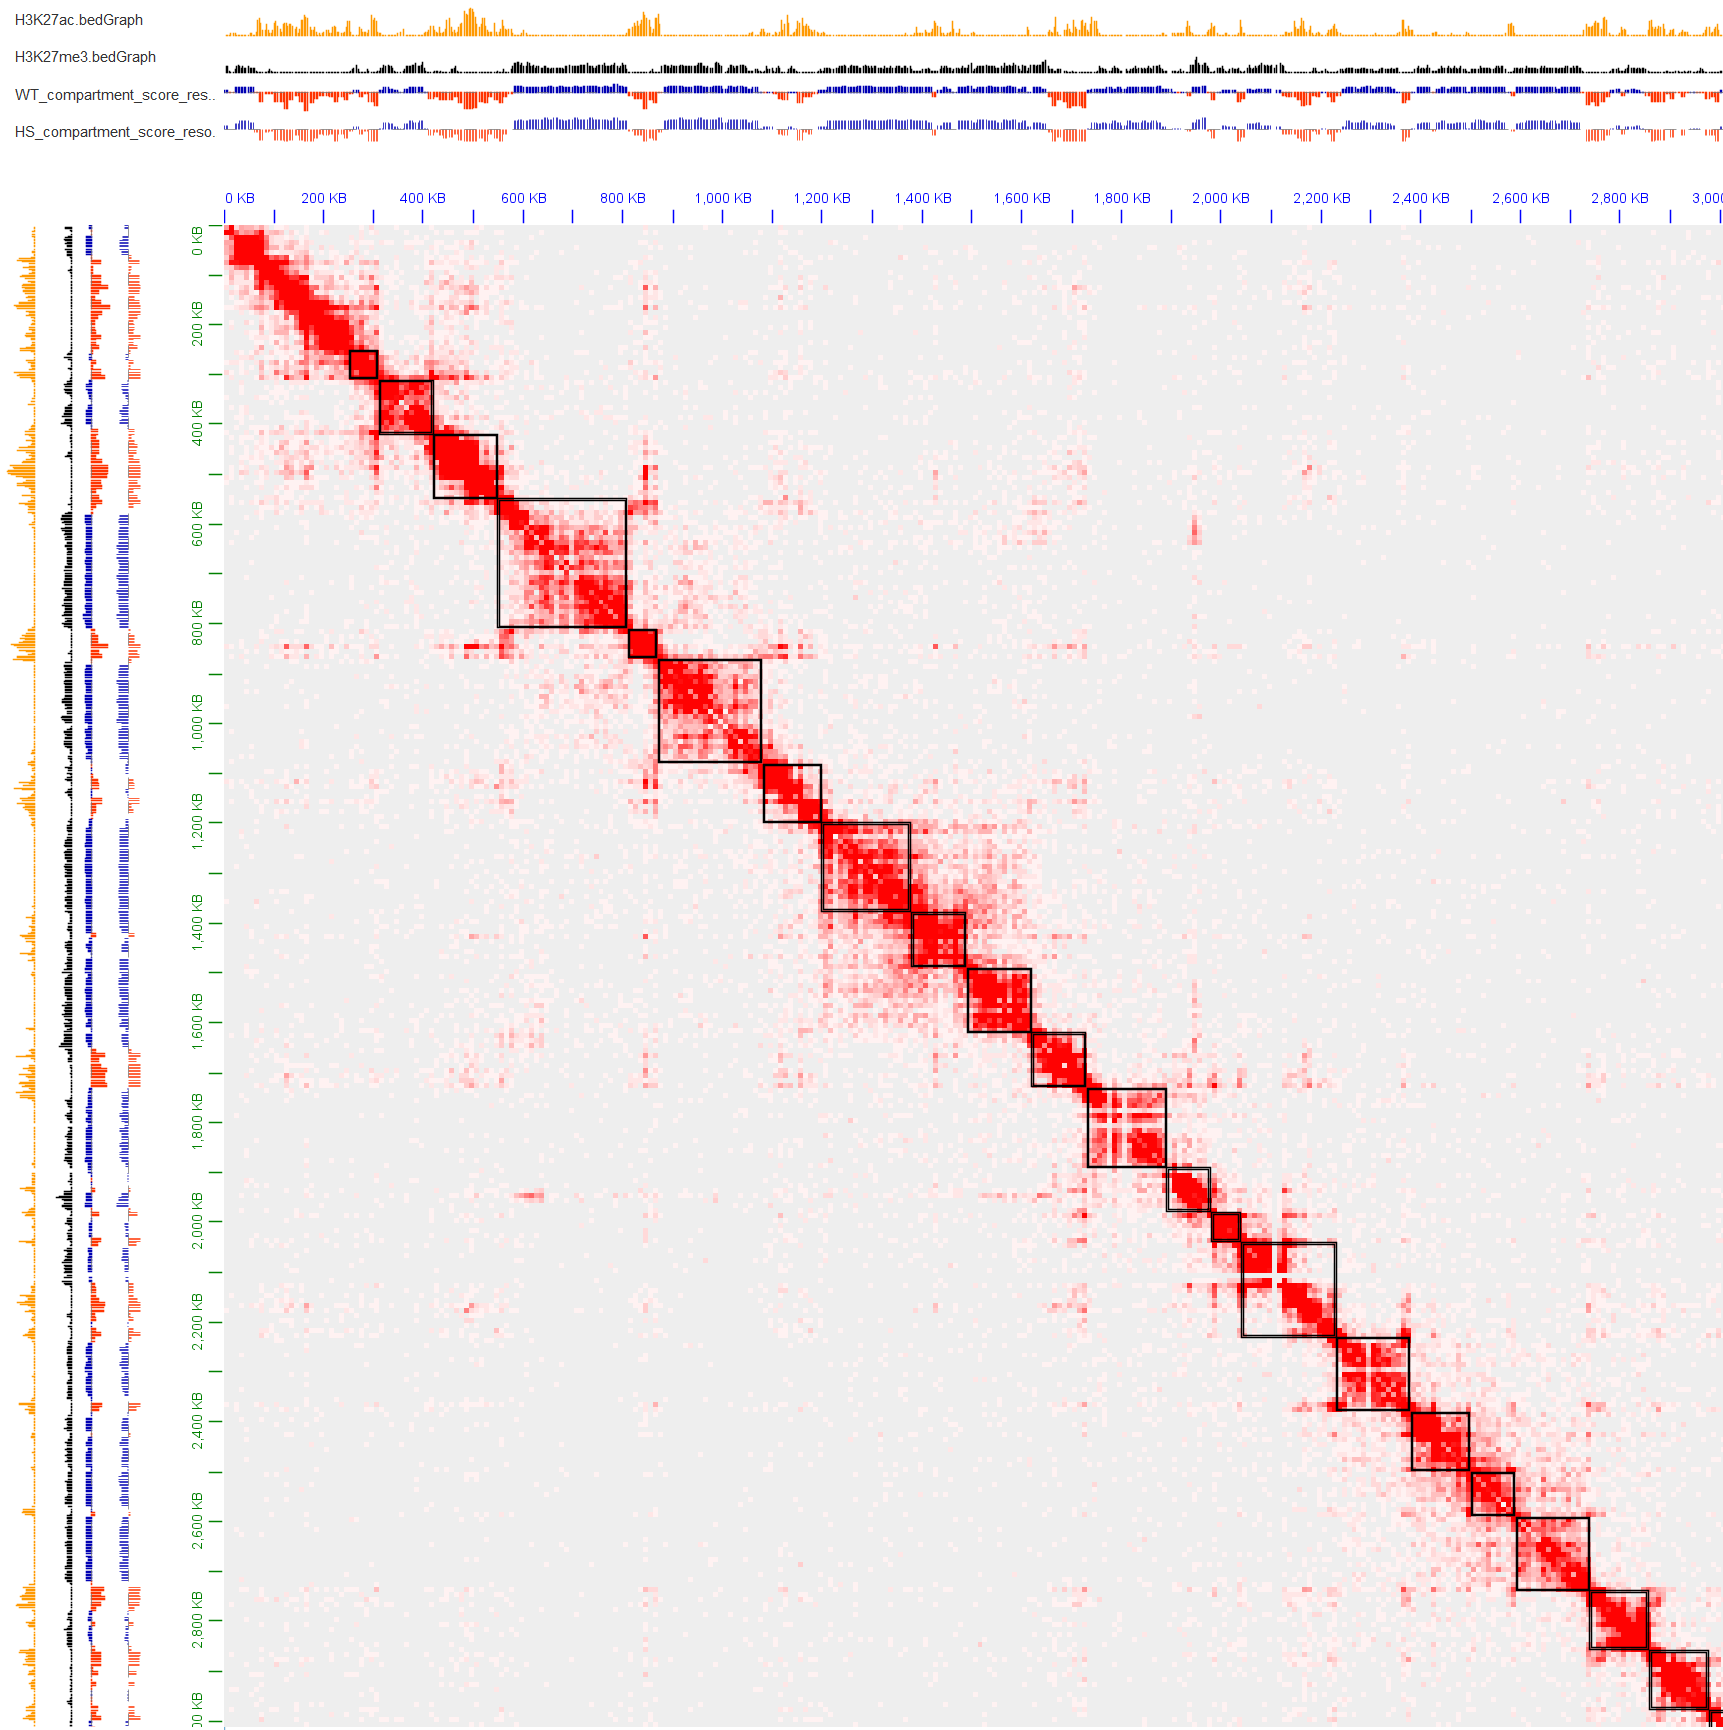 H3K27ac.bedGraph
H3K27me3.bedGraph
WT_compartment_score_res..
HS_compartment_score_reso.
0 KB 200 KB 400 KB 600 KB 800 KB 1,000 KB 1,200 KB 1,400 KB 1,600 KB 1,800 KB 2,000 KB 2,200 KB 2,400 KB 2,600 KB 2,800 KB 3,000
0 KB
200 KB
400 KB
600 KB
800 KB
1,000 KB
1,200 KB
1,400 KB
1,600 KB
1,800 KB
2,000 KB
2,200 KB
2,400 KB
2,600 KB
2,800 KB
00 KB